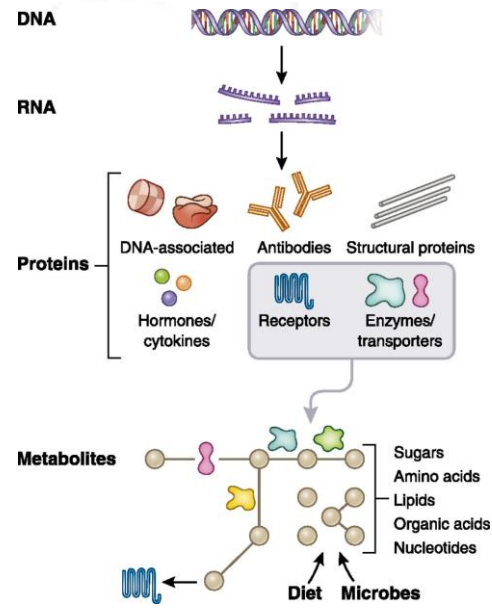 DNA
RNA
Proteins
DNA-associated
Antibodies
Structural proteins
Hormones/
cytokines
Receptors
Enzymes/
transporters
Metabolites
Sugars
Amino acids
Lipids
Organic acids
Nucleotides
Diet
Microbes